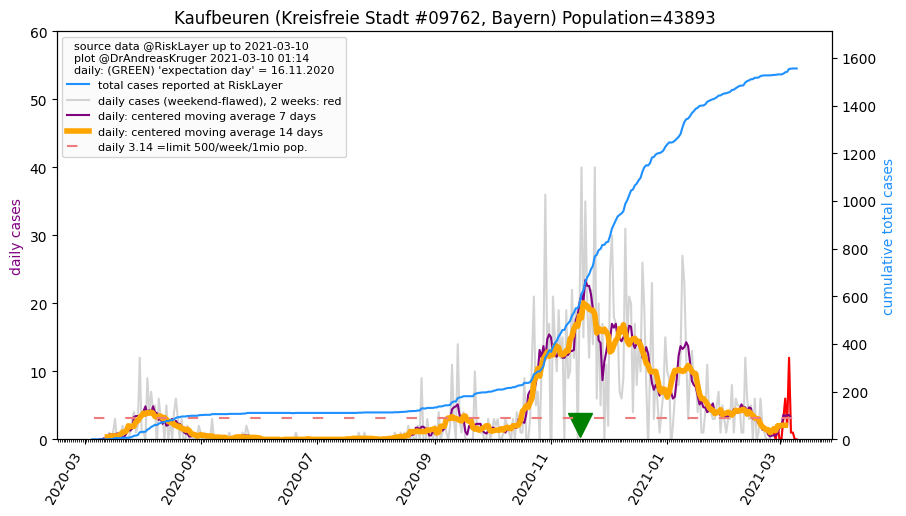 Kaufbeuren (Kreisfreie Stadt #09762, Bayern) Population=43893
source data @RiskLayer up to 2021-03-10
plot @DrAndreasKruger 2021-03-10 01:14
daily: (GREEN) 'expectation day' = 16.11.2020
total cases reported at RiskLayer
daily cases (weekend-flawed), 2 weeks: red
daily: centered moving average 7 days
daily: centered moving average 14 days
daily 3.14 =limit 500/week/1mio pop.
daily cases
60
50
40
30
20
10
0
cumulative total cases
1600
1400
1200
1000
800
600
400
200
0
2020-03
2020-05
2020-07
2020-09
2020-11
2021-01
2021-03